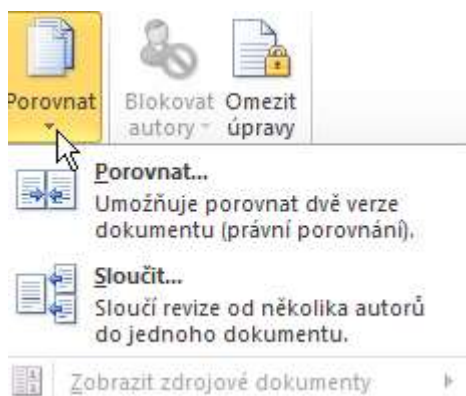 Porovnat
Blokovat autory
Omezit úpravy
Porovnat...
Umožňuje porovnat dvě verze
dokumentu (právní porovnání).
Sloučit...
Sloučí revize od několika autorů
do jednoho dokumentu.
Zobrazit zdrojové dokumenty